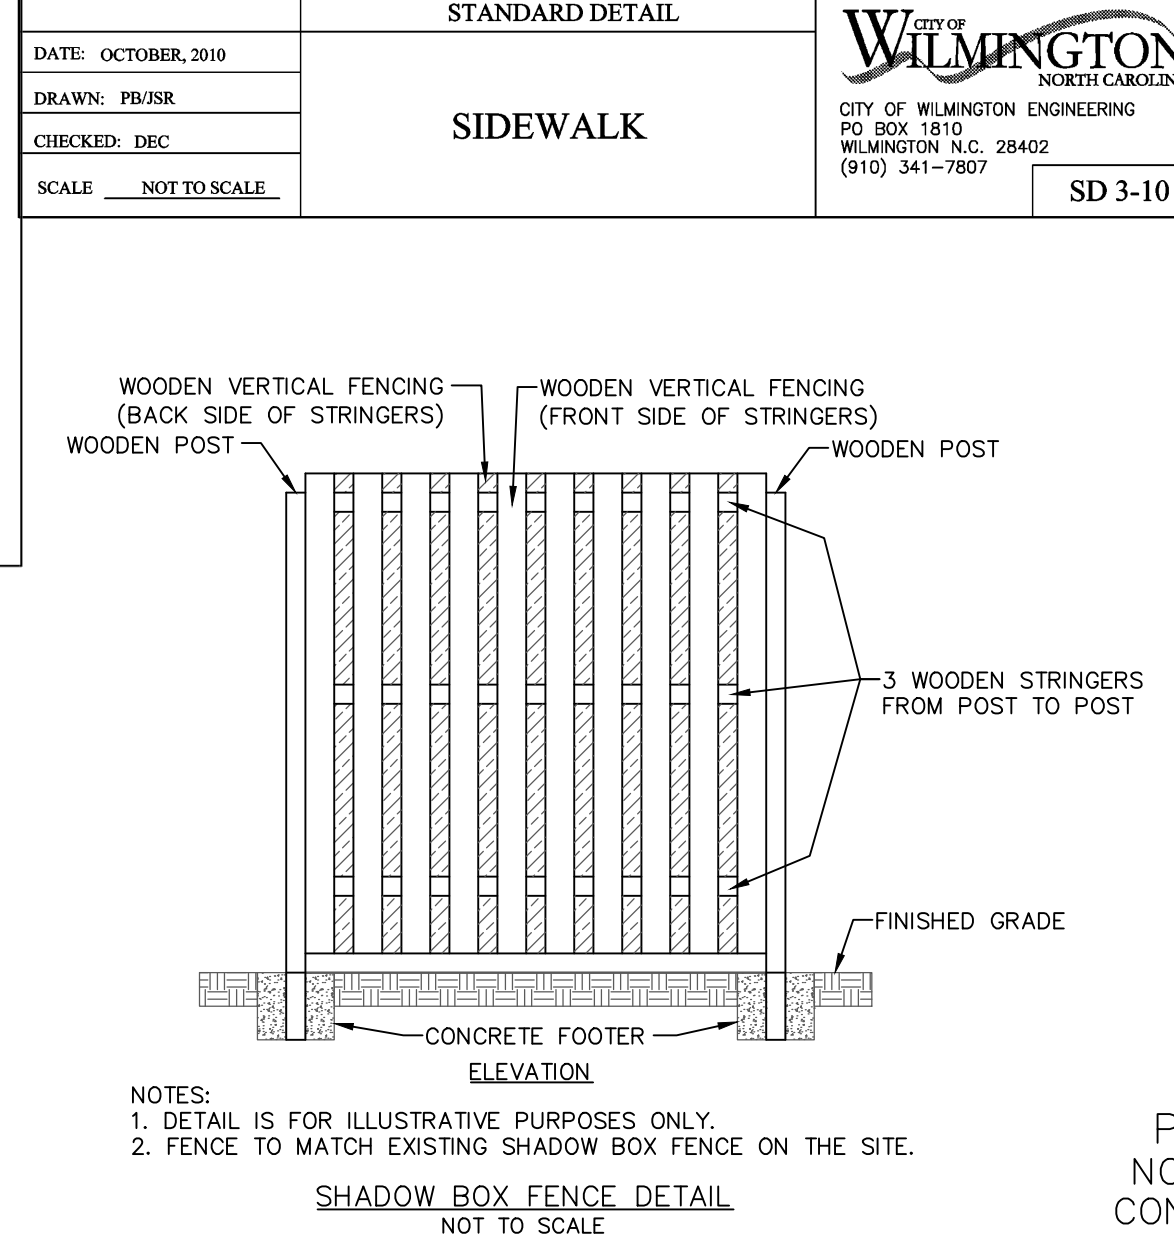 STANDARD DETAIL
DATE: OCTOBER, 2010
DRAWN: PB/JSR
CHECKED: DEC
SCALE NOT TO SCALE
SIDEWALK
CITY OF
WILMINGTON
NORTH CAROLIN
CITY OF WILMINGTON ENGINEERING
PO BOX 1810
WILMINGTON N.C. 28402
(910) 341-7807
SD 3-10
WOODEN VERTICAL FENCING
(BACK SIDE OF STRINGERS)
WOODEN POST
WOODEN VERTICAL FENCING
(FRONT SIDE OF STRINGERS)
WOODEN POST
3 WOODEN STRINGERS
FROM POST TO POST
FINISHED GRADE
CONCRETE FOOTER
ELEVATION
NOTES:
1. DETAIL IS FOR ILLUSTRATIVE PURPOSES ONLY.
2. FENCE TO MATCH EXISTING SHADOW BOX FENCE ON THE SITE.
SHADOW BOX FENCE DETAIL
NOT TO SCALE
P
NO
CON